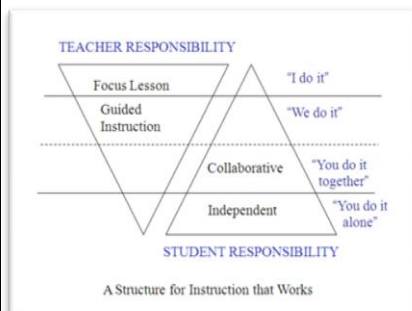 TEACHER RESPONSIBILITY
Focus Lesson
"I do it"
Guided
Instruction
"We do it"
Collaborative
"You do it
together"
Independent
"You do it
alone"
STUDENT RESPONSIBILITY
A Structure for Instruction that Works